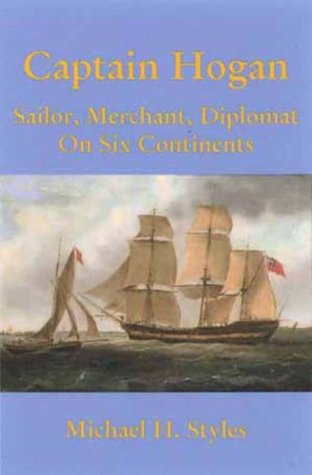 Captain Hogan
Sailor, Merchant, Diplomat
On Six Continents
Michael H. Styles